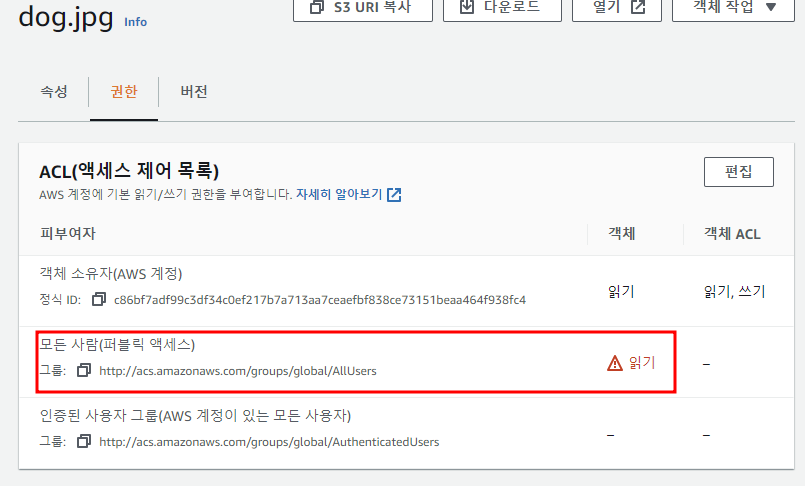 dog.jpg Info
S3 URI 복사 다운로드 열기 객체 작업
속성 권한 버전
ACL(액세스 제어 목록)
편집
AWS 계정에 기본 읽기/쓰기 권한을 부여합니다. 자세히 알아보기
피부여자 객체 객체 ACL
객체 소유자(AWS 계정)
정식 ID: c86bf7adf99c3df34c0ef217b7a713aa7ceaefbf838ce73151beaa464f938fc4
읽기 읽기, 쓰기
모든 사람(퍼블릭 액세스)
그룹: http://acs.amazonaws.com/groups/global/AllUsers
읽기 –
인증된 사용자 그룹(AWS 계정이 있는 모든 사용자)
그룹: http://acs.amazonaws.com/groups/global/AuthenticatedUsers
– –